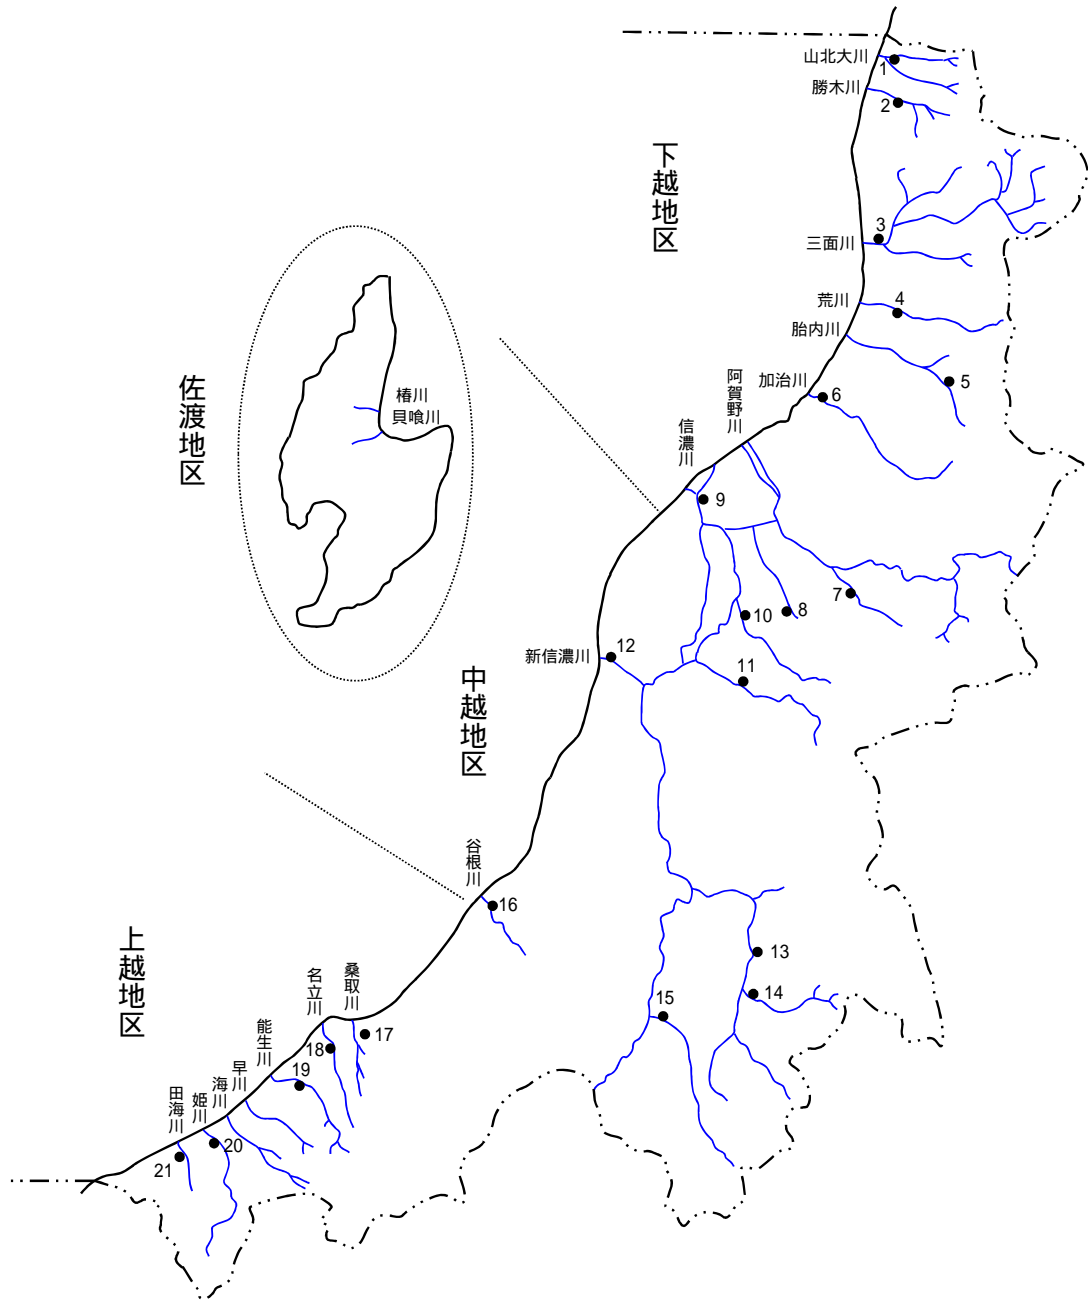 山北大川
1
勝木川
2
下越地区
3
三面川
荒川
4
胎内川
5
加治川
6
阿賀野川
信濃川
佐渡地区
椿川
貝喰川
9
7
8
10
12
新信濃川
11
中越地区
谷根川
16
13
14
15
上越地区
桑取川
名立川
17
18
能生川
19
早川
海川
姫川
田海川
20
21